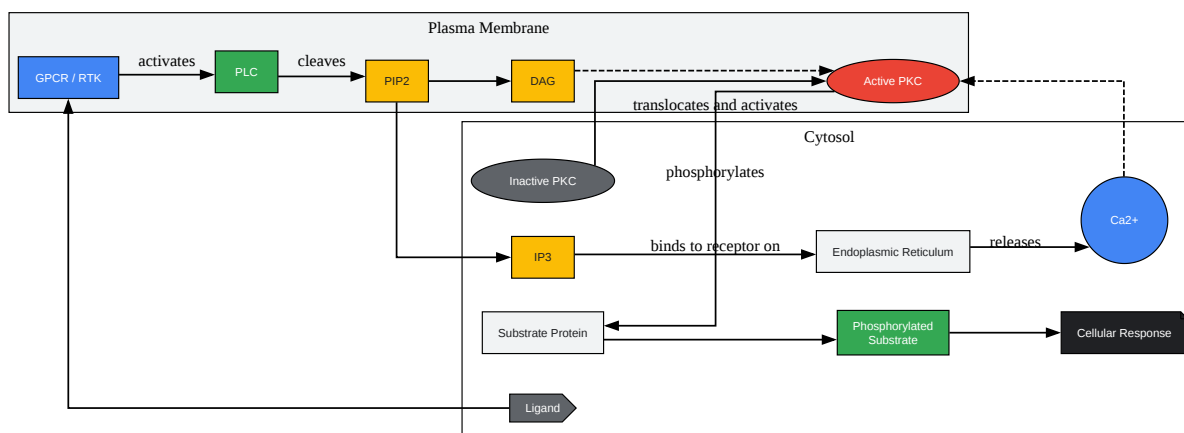 Plasma Membrane
activates
cleaves
GPCR / RTK
PLC
PIP2
DAG
Active PKC
translocates and activates
Cytosol
Inactive PKC
phosphorylates
Ca2+
IP3
binds to receptor on
Endoplasmic Reticulum
releases
Substrate Protein
Phosphorylated
Substrate
Cellular Response
Ligand